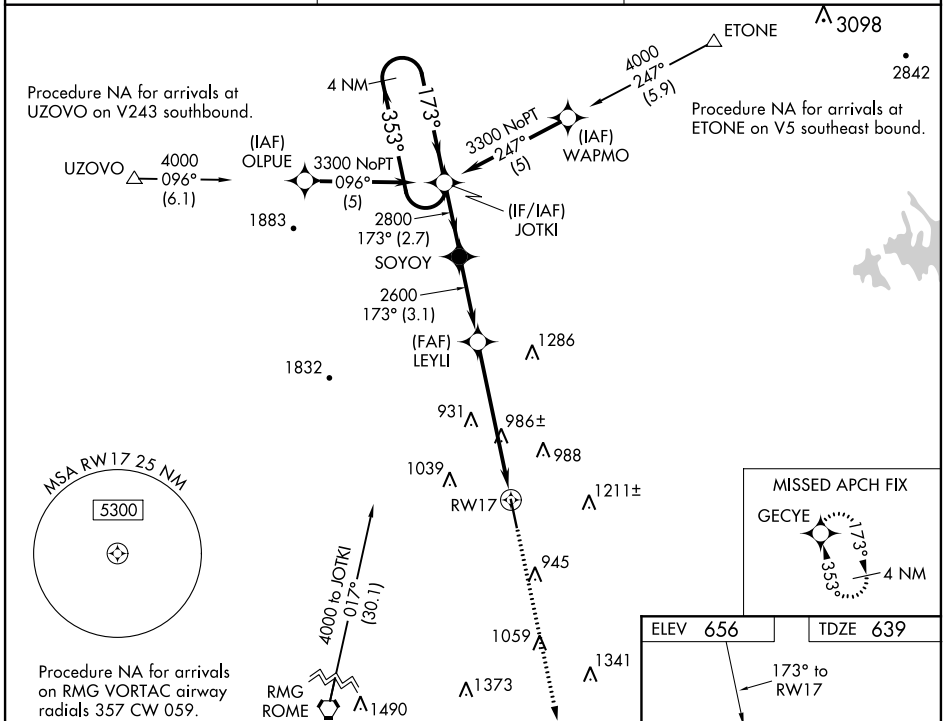 3098
ETONE
2842
4000
247°
(5.9)
Procedure NA for arrivals at
UZOVO on V243 southbound.
4 NM
353°
173°
3300 NoPT
247°
(5)
(IAF)
WAPMO
Procedure NA for arrivals at
ETONE on V5 southeast bound.
UZOVO
4000
096°
(6.1)
(IAF)
OLPUE
3300 NoPT
096°
(5)
(IF/IAF)
JOTKI
1883
2800
173° (2.7)
SOYOY
2600
173° (3.1)
(FAF)
LEYLI
1286
1832
931
986±
988
1039
RW17
1211±
MSA RW17 25 NM
5300
MISSED APCH FIX
GECYE
173°
353°
4 NM
945
4000 to JOTKI
017°
(30.1)
1059
1341
ELEV 656
TDZE 639
173° to
RW17
Procedure NA for arrivals
on RMG VORTAC airway
radials 357 CW 059.
RMG
ROME
1490
1373